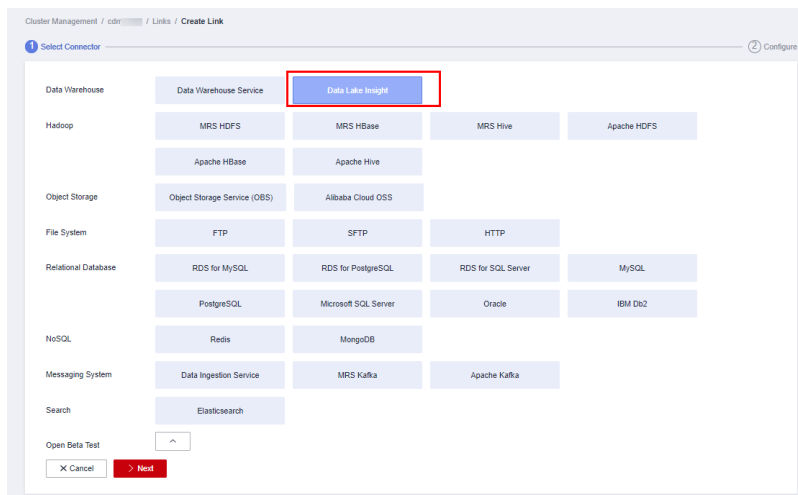 Cluster Management / cdm / Links / Create Link
1 Select Connector 2 Configure
Data Warehouse Data Warehouse Service Data Lake Insight
Hadoop MRS HDFS MRS HBase MRS Hive Apache HDFS
Apache HBase Apache Hive
Object Storage Object Storage Service (OBS) Alibaba Cloud OSS
File System FTP SFTP HTTP
Relational Database RDS for MySQL RDS for PostgreSQL RDS for SQL Server MySQL
PostgreSQL Microsoft SQL Server Oracle IBM Db2
NoSQL Redis MongoDB
Messaging System Data Ingestion Service MRS Kafka Apache Kafka
Search Elasticsearch
Open Beta Test
Cancel Next